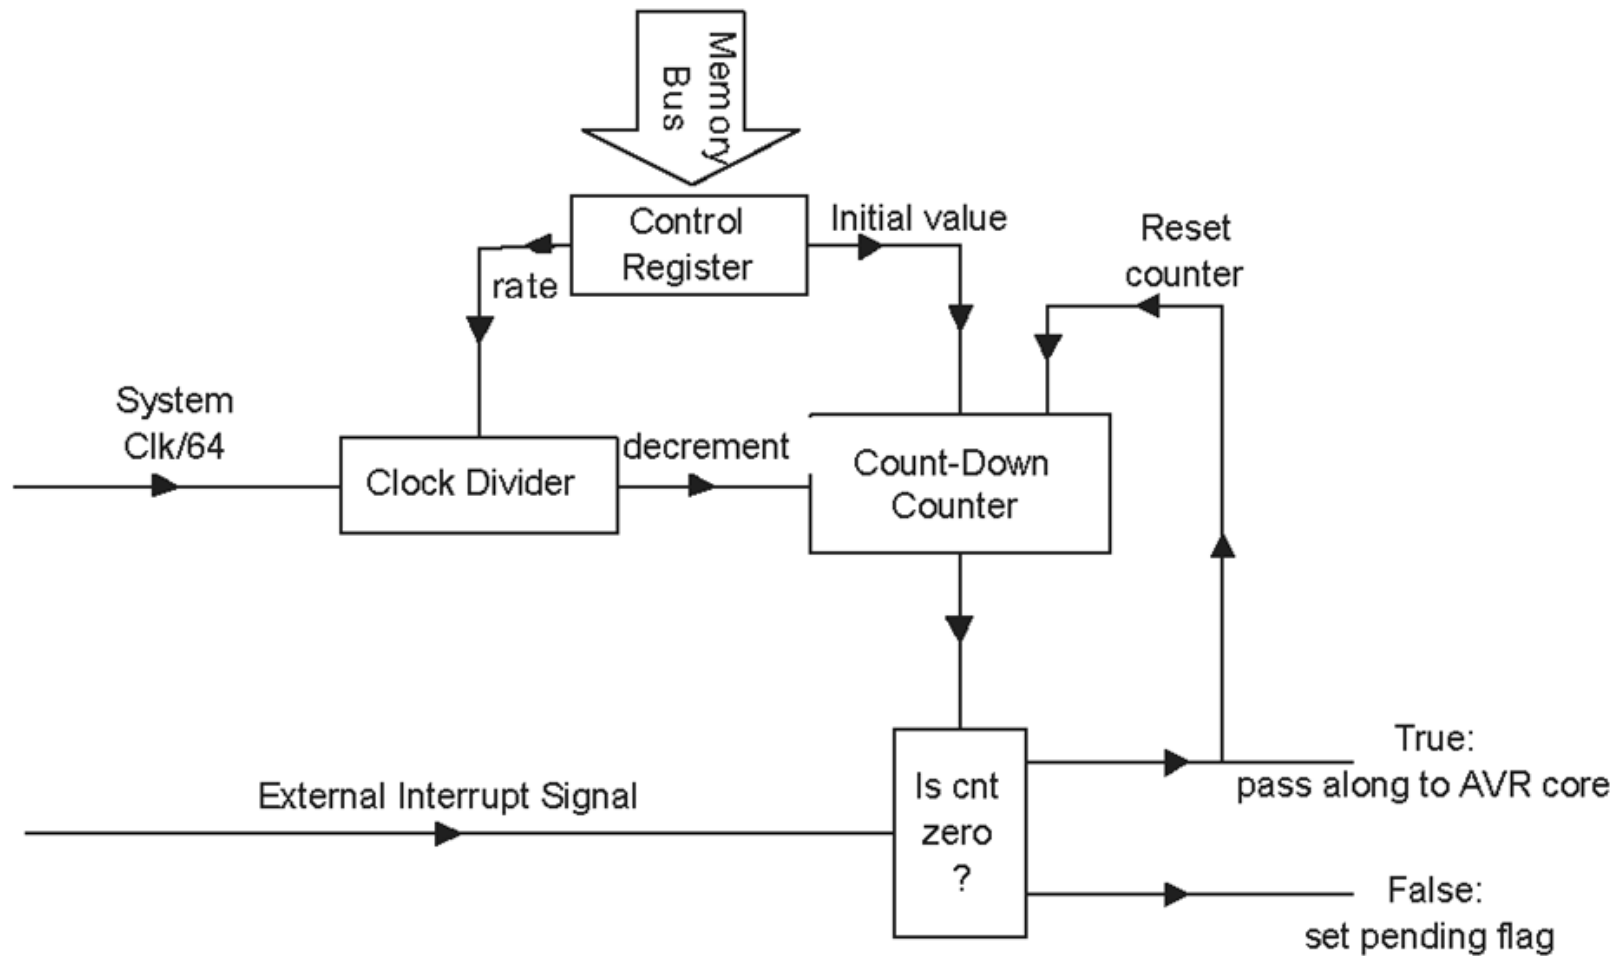 Memory
Bus
Control
Register
Initial value
Reset
counter
rate
System
Clk/64
Clock Divider
decrement
Count-Down
Counter
External Interrupt Signal
Is cnt
zero
?
True:
pass along to AVR core
False:
set pending flag